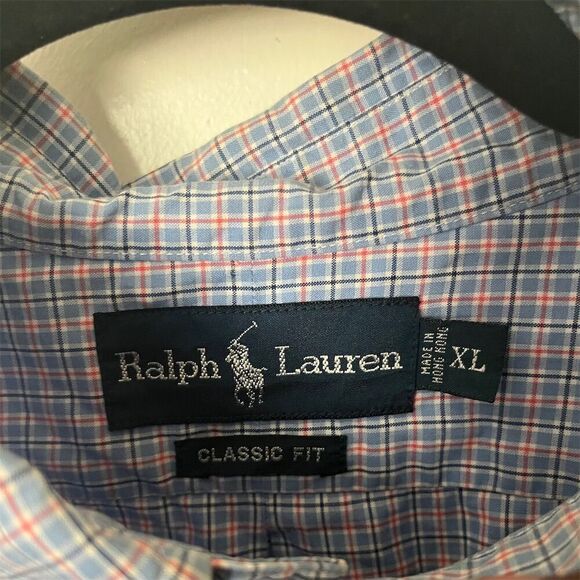 Ralph Lauren
MADE IN
HONG KONG
XL
CLASSIC FIT